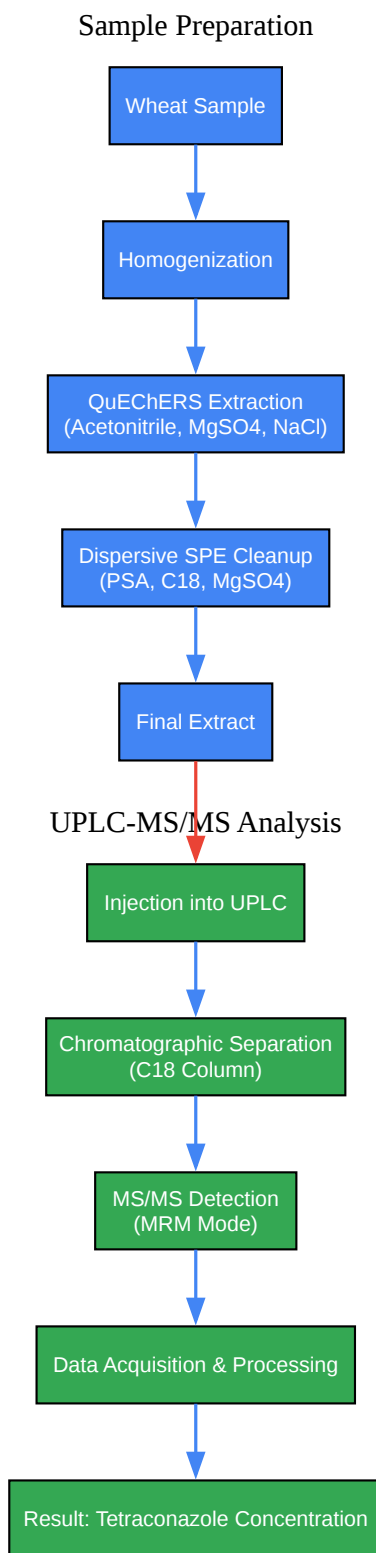 Sample Preparation
Wheat Sample
Homogenization
QuEChERS Extraction
(Acetonitrile, MgSO4, NaCl)
Dispersive SPE Cleanup
(PSA, C18, MgSO4)
Final Extract
UPLC-MS/MS Analysis
Injection into UPLC
Chromatographic Separation
(C18 Column)
MS/MS Detection
(MRM Mode)
Data Acquisition & Processing
Result: Tetraconazole Concentration